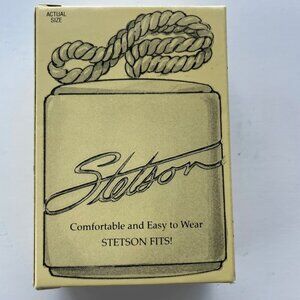 ACTUAL
SIZE
Stetson
Comfortable and Easy to Wear
STETSON FITS!